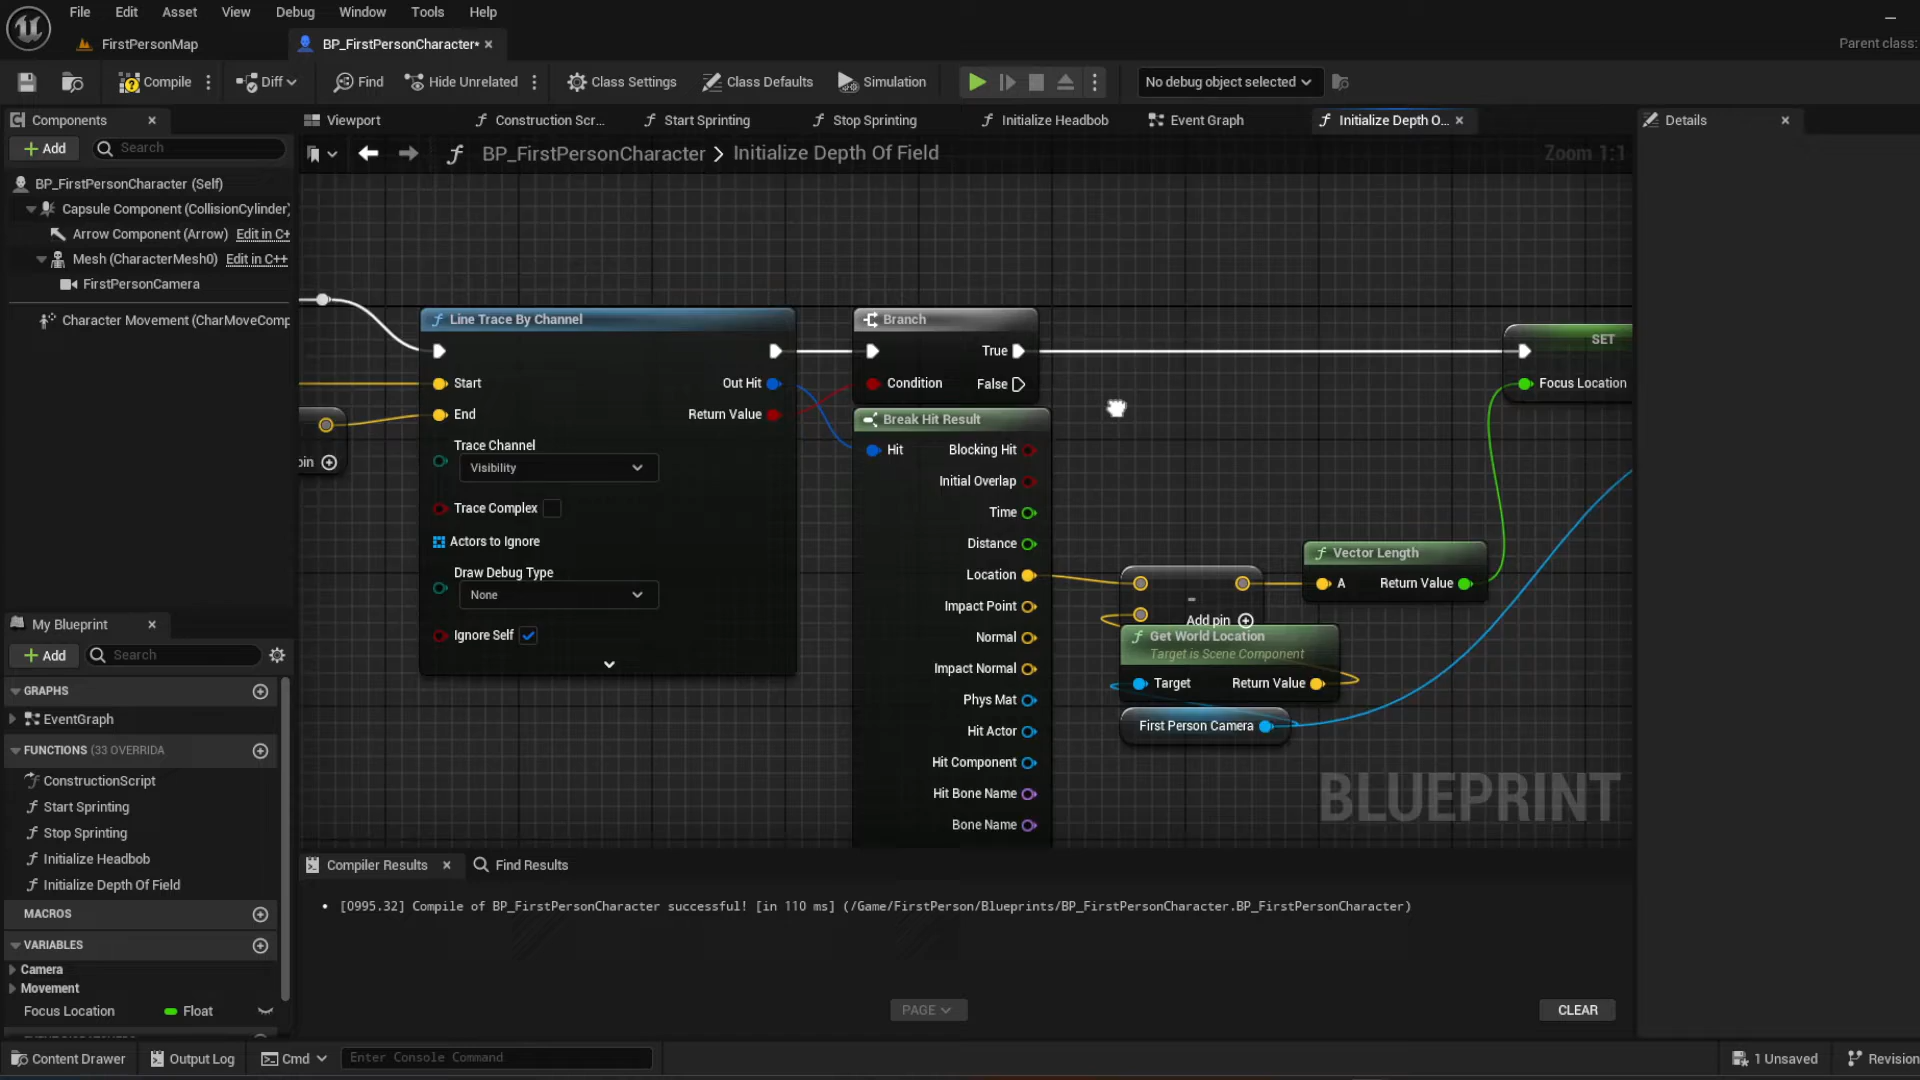 File Edit Asset View Debug Window Tools Help
FirstPersonMap BP_FirstPersonCharacter* Parent class:
Compile Diff Find Hide Unrelated Class Settings Class Defaults Simulation No debug object selected
Components Viewport Construction Scr... Start Sprinting Stop Sprinting Initialize Headbob Event Graph Initialize Depth O... Details
+ Add Search BP_FirstPersonCharacter > Initialize Depth Of Field Zoom 1:1
BP_FirstPersonCharacter (Self)
Capsule Component (CollisionCylinder)
Arrow Component (Arrow) Edit in C+
Mesh (CharacterMesh0) Edit in C++
FirstPersonCamera
Character Movement (CharMoveComp
pin
Line Trace By Channel
Start
Out Hit
End
Return Value
Trace Channel
Visibility
Trace Complex
Actors to Ignore
Draw Debug Type
None
Ignore Self
Branch
True
Condition
False
Break Hit Result
Hit
Blocking Hit
Initial Overlap
Time
Distance
Location
Impact Point
Normal
Impact Normal
Phys Mat
Hit Actor
Hit Component
Hit Bone Name
Bone Name
-
Add pin
Get World Location
Target is Scene Component
Target
Return Value
First Person Camera
Vector Length
A
Return Value
SET
Focus Location
BLUEPRINT
My Blueprint
+ Add Search
GRAPHS
EventGraph
FUNCTIONS (33 OVERRIDA
ConstructionScript
Start Sprinting
Stop Sprinting
Initialize Headbob
Initialize Depth Of Field
MACROS
VARIABLES
Camera
Movement
Focus Location Float
Compiler Results Find Results
[0995.32] Compile of BP_FirstPersonCharacter successful! [in 110 ms] (/Game/FirstPerson/Blueprints/BP_FirstPersonCharacter.BP_FirstPersonCharacter)
PAGE CLEAR
Content Drawer Output Log Cmd Enter Console Command 1 Unsaved Revision